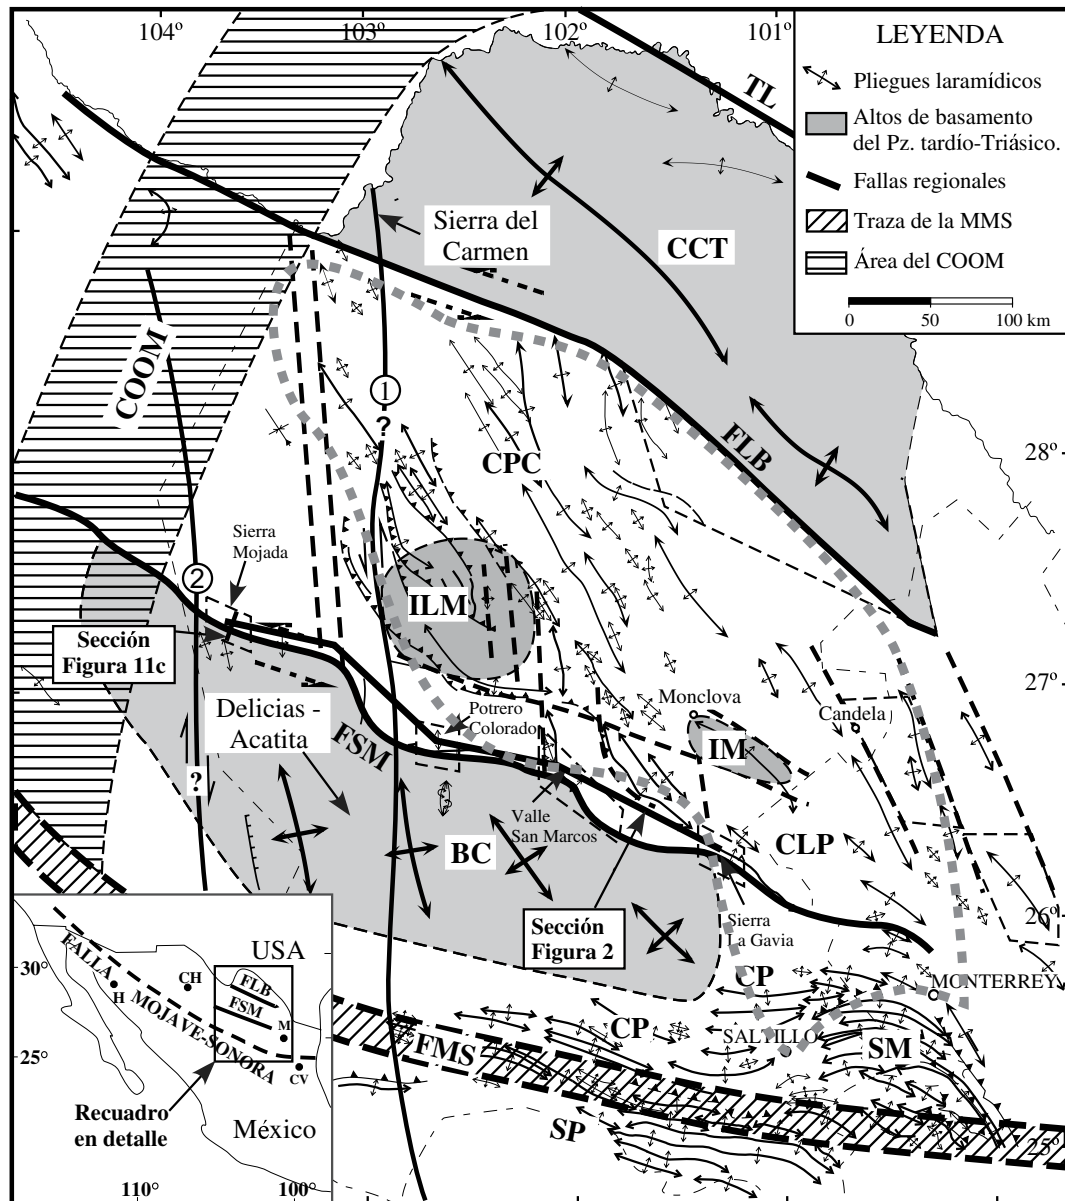 104º
103º
102º
101º
TL
LEYENDA
Pliegues laramídicos
Altos de basamento
del Pz. tardío-Triásico.
Fallas regionales
Traza de la MMS
Área del COOM
0
50
100 km
Sierra del
Carmen
CCT
COOM
1
?
CPC
FLB
28º
Sierra
Mojada
2
ILM
Sección
Figura 11c
27º
Monclova
Candela
Potrero
Colorado
Delicias -
Acatita
FSM
IM
?
Valle
San Marcos
BC
CLP
Sección
Figura 2
Sierra
La Gavia
26º
CP
MONTERREY
CP
SALTILLO
SM
FMS
SP
25º
USA
30°
FALLA
MOJAVE-SONORA
CH
H
FLB
FSM
M
25°
CV
Recuadro
en detalle
México
110°
100°